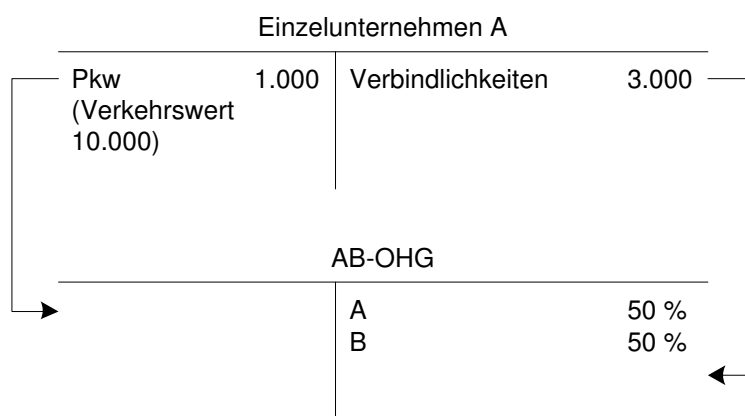 Einzelunternehmen A
Pkw 1.000 Verbindlichkeiten 3.000
(Verkehrswert
10.000)
AB-OHG
A 50 %
B 50 %